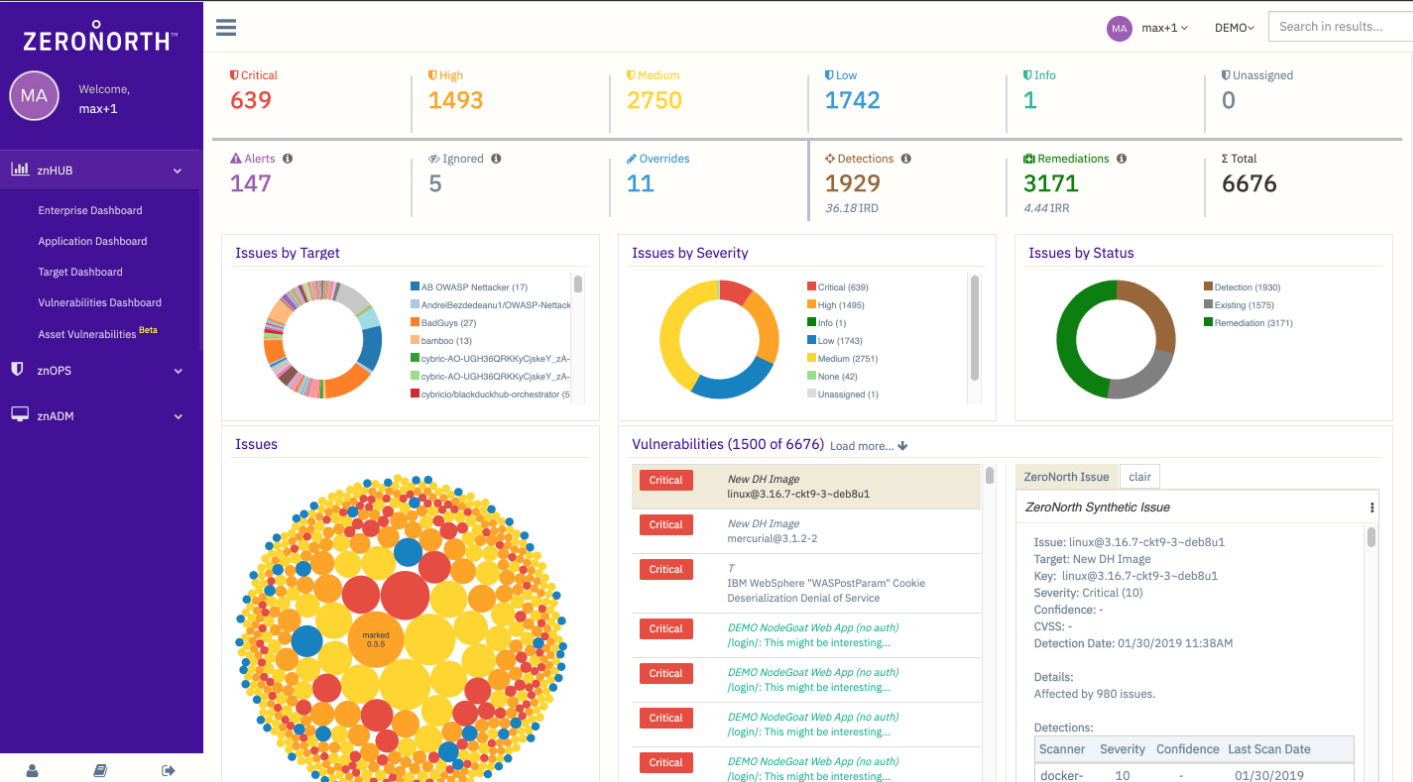 ZERONORTH™
MA
Welcome,
max+1
znHUB
Enterprise Dashboard
Application Dashboard
Target Dashboard
Vulnerabilities Dashboard
Asset Vulnerabilities Beta
znOPS
znADM
MA max+1 DEMO Search in results...
Critical
639
High
1493
Medium
2750
Low
1742
Info
1
Unassigned
0
Alerts
147
Ignored
5
Overrides
11
Detections
1929
36.18 IRD
Remediations
3171
4.44 IRR
Σ Total
6676
Issues by Target
AB OWASP Nettacker (17)
AndreiBezdedeanu1/OWASP-Nettack
BadGuys (27)
bamboo (13)
cybric-AO-UGH36QRKKyCjskeY_zA-
cybric-AO-UGH36QRKKyCjskeY_zA-
cybricio/blackduckhub-orchestrator (5
Issues by Severity
Critical (639)
High (1495)
Info (1)
Low (1743)
Medium (2751)
None (42)
Unassigned (1)
Issues by Status
Detection (1930)
Existing (1575)
Remediation (3171)
Issues
marked
0.3.5
Vulnerabilities (1500 of 6676) Load more...
Critical
New DH Image
linux@3.16.7-ckt9-3~deb8u1
Critical
New DH Image
mercurial@3.1.2-2
Critical
T
IBM WebSphere "WASPostParam" Cookie
Deserialization Denial of Service
Critical
DEMO NodeGoat Web App (no auth)
/login/: This might be interesting...
Critical
DEMO NodeGoat Web App (no auth)
/login/: This might be interesting...
Critical
DEMO NodeGoat Web App (no auth)
/login/: This might be interesting...
Critical
DEMO NodeGoat Web App (no auth)
/login/: This might be interesting...
ZeroNorth Issue clair
ZeroNorth Synthetic Issue
Issue: linux@3.16.7-ckt9-3~deb8u1
Target: New DH Image
Key: linux@3.16.7-ckt9-3~deb8u1
Severity: Critical (10)
Confidence: -
CVSS: -
Detection Date: 01/30/2019 11:38AM
Details:
Affected by 980 issues.
Detections:
Scanner Severity Confidence Last Scan Date
docker- 10 - 01/30/2019